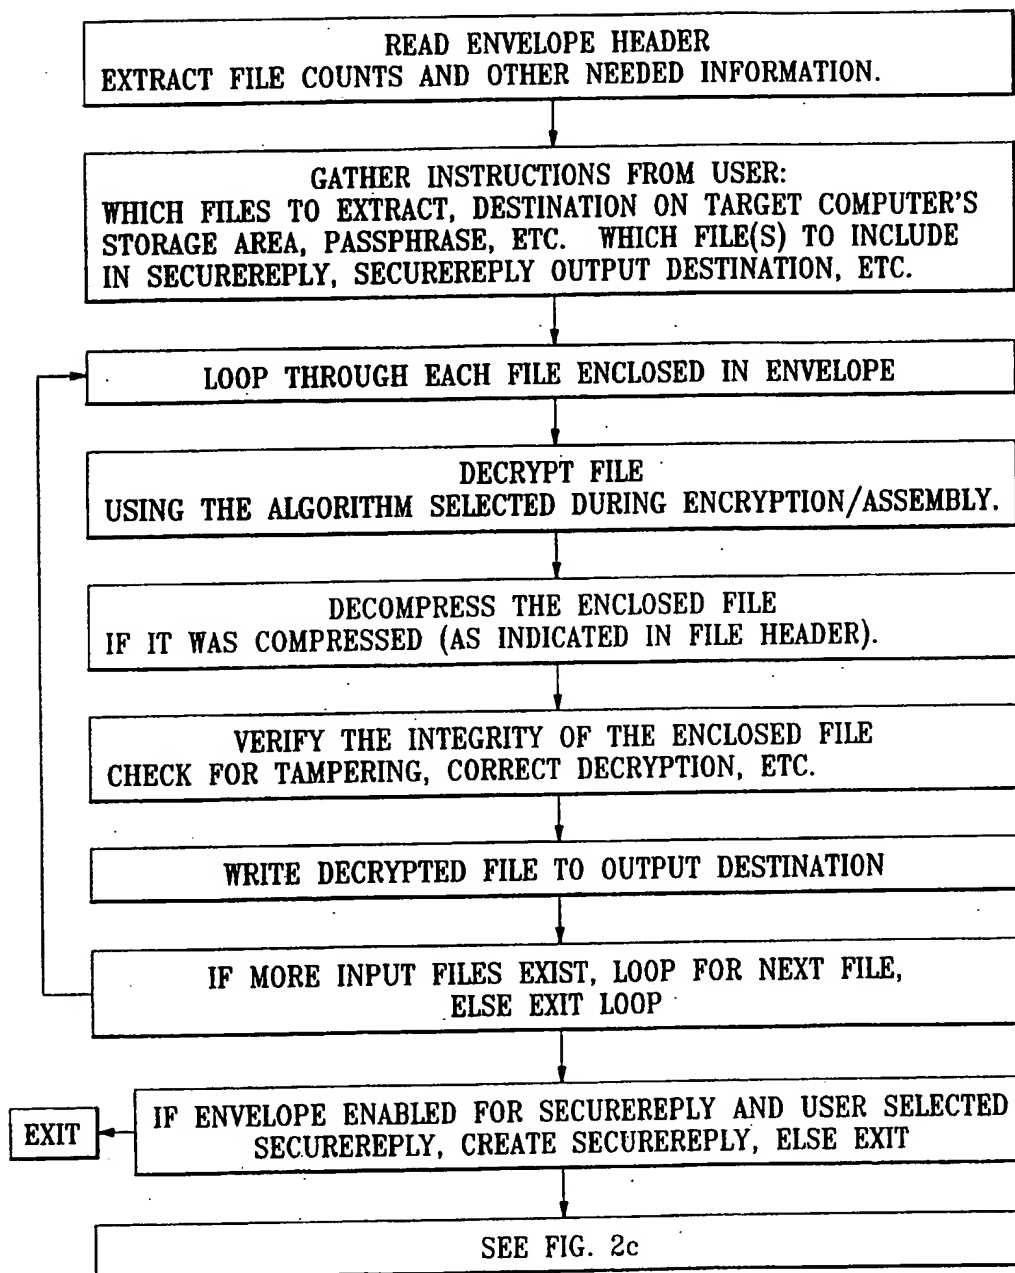 READ ENVELOPE HEADER
EXTRACT FILE COUNTS AND OTHER NEEDED INFORMATION.
GATHER INSTRUCTIONS FROM USER:
WHICH FILES TO EXTRACT, DESTINATION ON TARGET COMPUTER'S
STORAGE AREA, PASSPHRASE, ETC. WHICH FILE(S) TO INCLUDE
IN SECUREREPLY, SECUREREPLY OUTPUT DESTINATION, ETC.
LOOP THROUGH EACH FILE ENCLOSED IN ENVELOPE
DECRYPT FILE
USING THE ALGORITHM SELECTED DURING ENCRYPTION/ASSEMBLY.
DECOMPRESS THE ENCLOSED FILE
IF IT WAS COMPRESSED (AS INDICATED IN FILE HEADER).
VERIFY THE INTEGRITY OF THE ENCLOSED FILE
CHECK FOR TAMPERING, CORRECT DECRYPTION, ETC.
WRITE DECRYPTED FILE TO OUTPUT DESTINATION
IF MORE INPUT FILES EXIST, LOOP FOR NEXT FILE,
ELSE EXIT LOOP
EXIT
IF ENVELOPE ENABLED FOR SECUREREPLY AND USER SELECTED
SECUREREPLY, CREATE SECUREREPLY, ELSE EXIT
SEE FIG. 2c